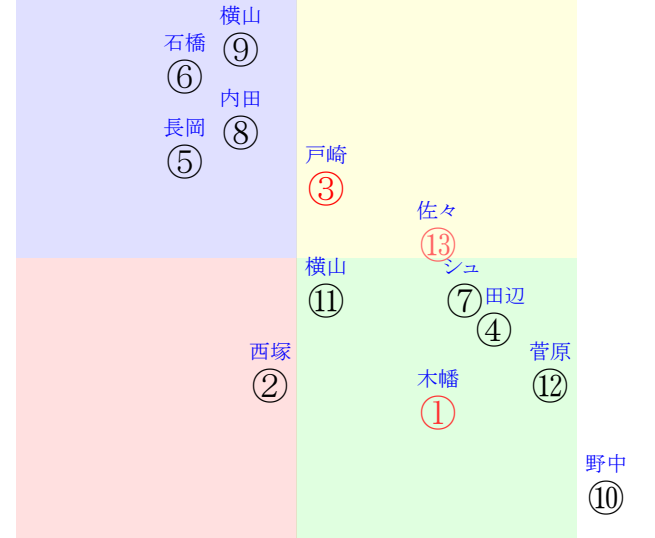 横山
⑨
石橋
⑥
内田
⑧
長岡
⑤
戸崎
③
佐々
⑬
シュ
⑦
田辺
④
横山
⑪
西塚
②
菅原
⑫
木幡
①
野中
⑩